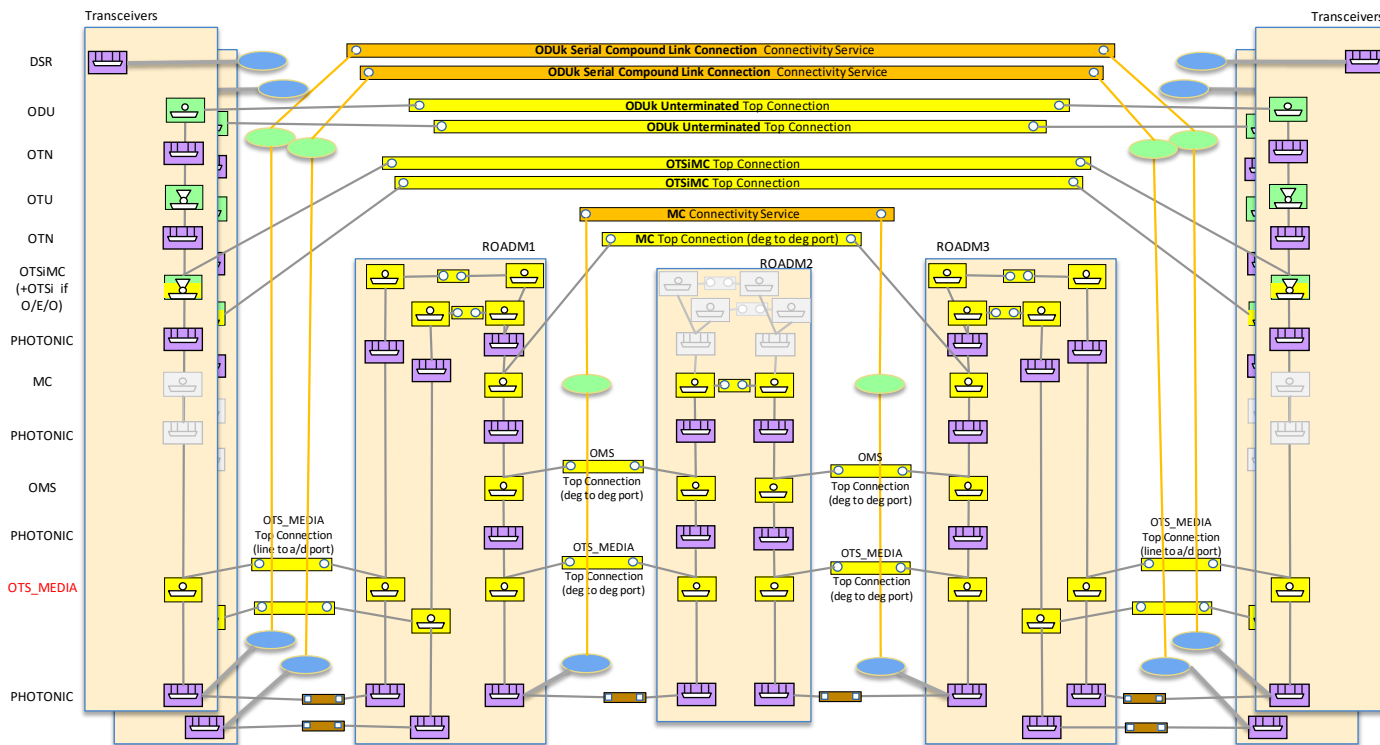 Transceivers
Transceivers
ODUk Serial Compound Link Connection Connectivity Service
DSR
ODUk Serial Compound Link Connection Connectivity Service
ODU
ODUk Unterminated Top Connection
ODUk Unterminated Top Connection
OTN
OTSiMC Top Connection
OTSiMC Top Connection
OTU
MC Connectivity Service
OTN
MC Top Connection (deg to deg port)
ROADM1
ROADM3
ROADM2
OTSiMC
(+OTSi if
O/E/O)
PHOTONIC
MC
PHOTONIC
OMS
Top Connection
(deg to deg port)
OMS
Top Connection
(deg to deg port)
OMS
PHOTONIC
OTS_MEDIA
Top Connection
(line to a/d port)
OTS_MEDIA
Top Connection
(deg to deg port)
OTS_MEDIA
Top Connection
(deg to deg port)
OTS_MEDIA
Top Connection
(line to a/d port)
OTS_MEDIA
PHOTONIC